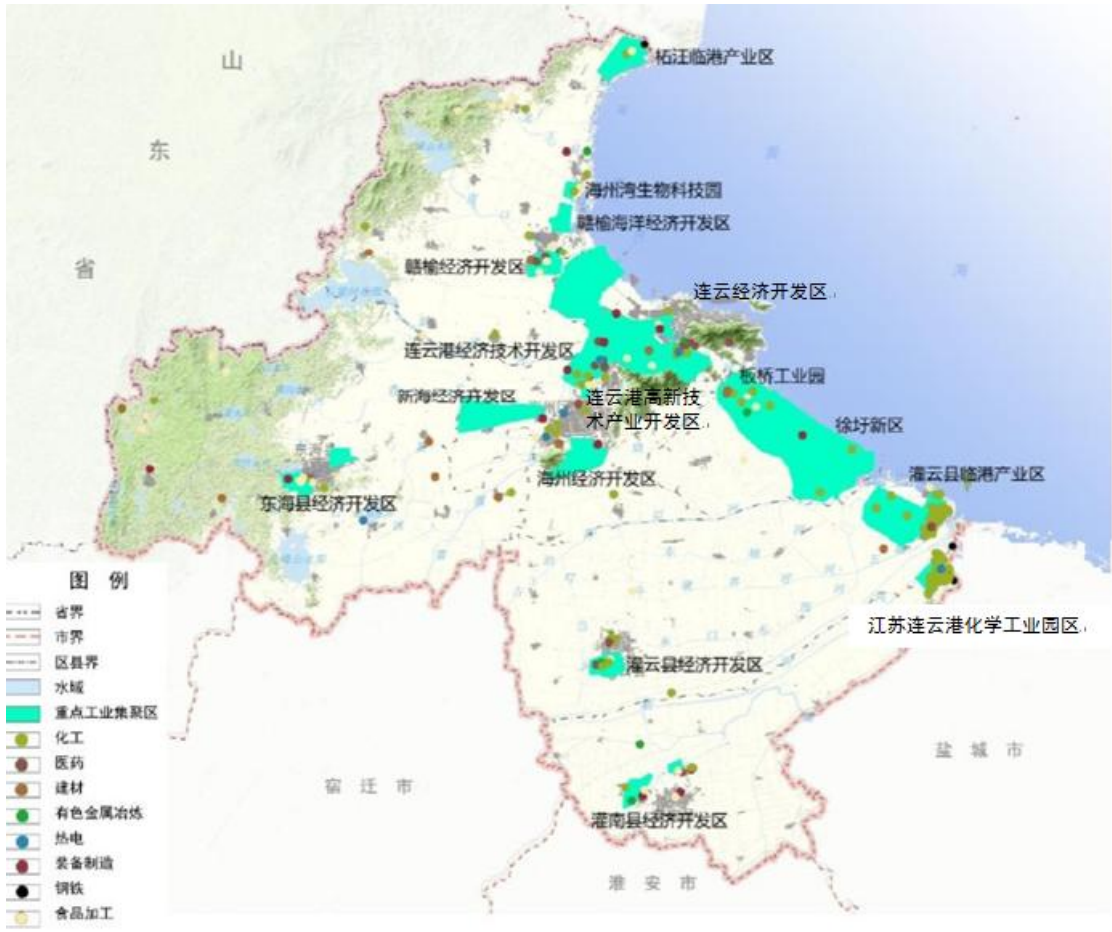 山
东
省
柘汪临港产业区
海州湾生物科技园
赣榆海洋经济开发区
赣榆经济开发区
连云经济开发区
连云港经济技术开发区
板桥工业园
新海经济开发区
连云港高新技
术产业开发区
徐圩新区
海州经济开发区
灌云县临港产业区
东海县经济开发区
江苏连云港化学工业园区
灌云县经济开发区
灌南县经济开发区
宿迁市
盐城市
淮安市
图 例
省界
市界
区县界
水域
重点工业集聚区
化工
医药
建材
有色金属冶炼
热电
装备制造
钢铁
食品加工